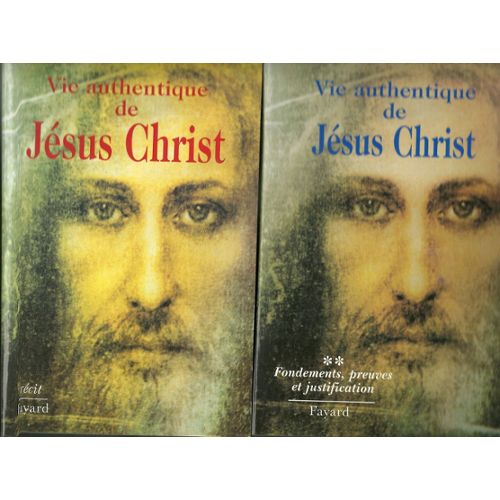 Vie authentique
de
Jésus Christ
récit
Fayard
Vie authentique
de
Jésus Christ
**
Fondements, preuves
et justification
Fayard